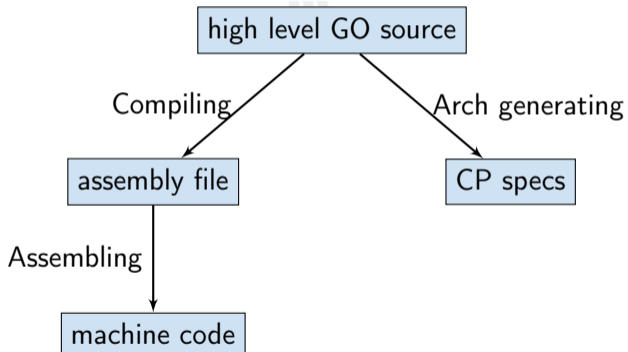 high level GO source
Compiling
Arch generating
assembly file
CP specs
Assembling
machine code